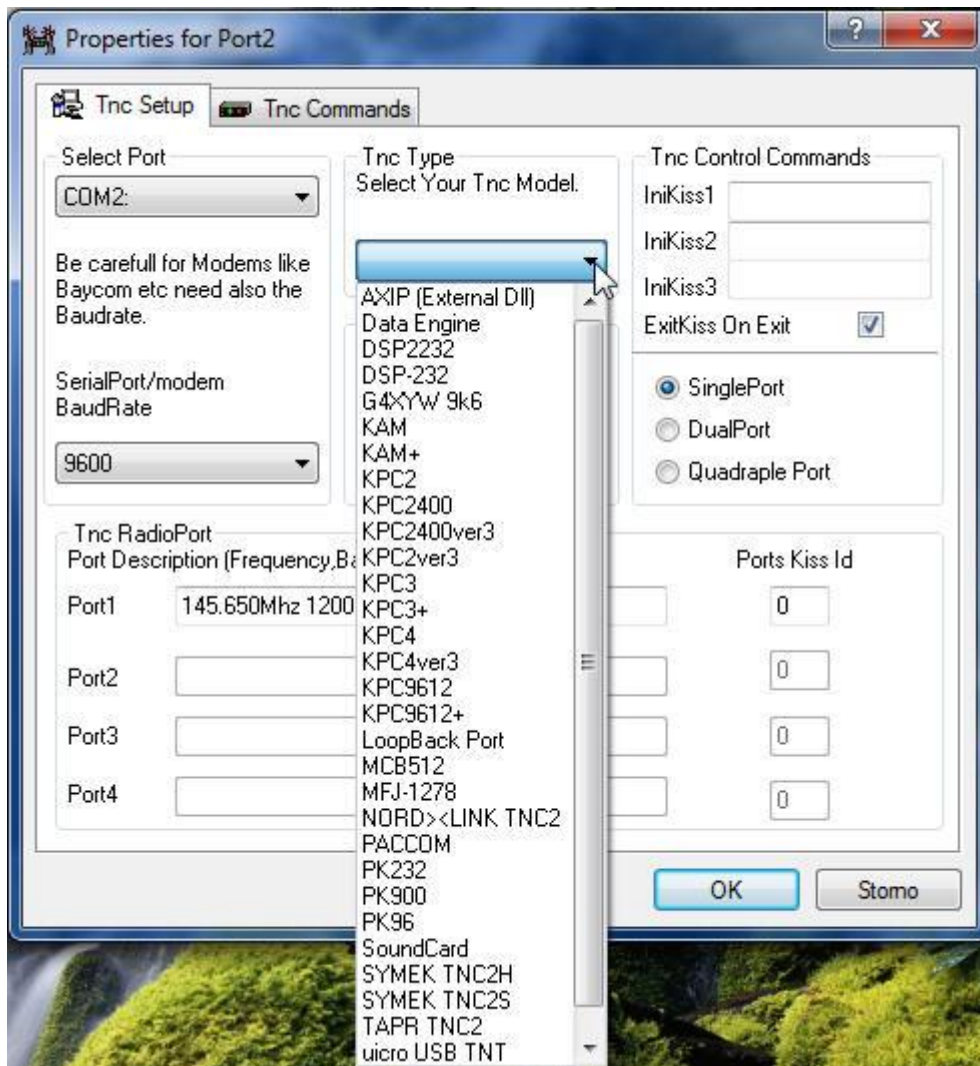 Properties for Port2
?
X
Tnc Setup
Tnc Commands
Select Port
COM2:
Be carefull for Modems like
Baycom etc need also the
Baudrate.
SerialPort/modem
BaudRate
9600
Tnc Type
Select Your Tnc Model.
AXIP (External Dll)
Data Engine
DSP2232
DSP-232
G4XYW 9k6
KAM
KAM+
KPC2
KPC2400
KPC2400ver3
KPC2ver3
KPC3
KPC3+
KPC4
KPC4ver3
KPC9612
KPC9612+
LoopBack Port
MCB512
MFJ-1278
NORD><LINK TNC2
PACCOM
PK232
PK900
PK96
SoundCard
SYMEK TNC2H
SYMEK TNC2S
TAPR TNC2
uicro USB TNT
Tnc Control Commands
IniKiss1
IniKiss2
IniKiss3
ExitKiss On Exit
SinglePort
DualPort
Quadraple Port
Tnc RadioPort
Port Description (Frequency,
Ports Kiss Id
Port1 145.650Mhz 1200 0
Port2 0
Port3 0
Port4 0
OK
Storno